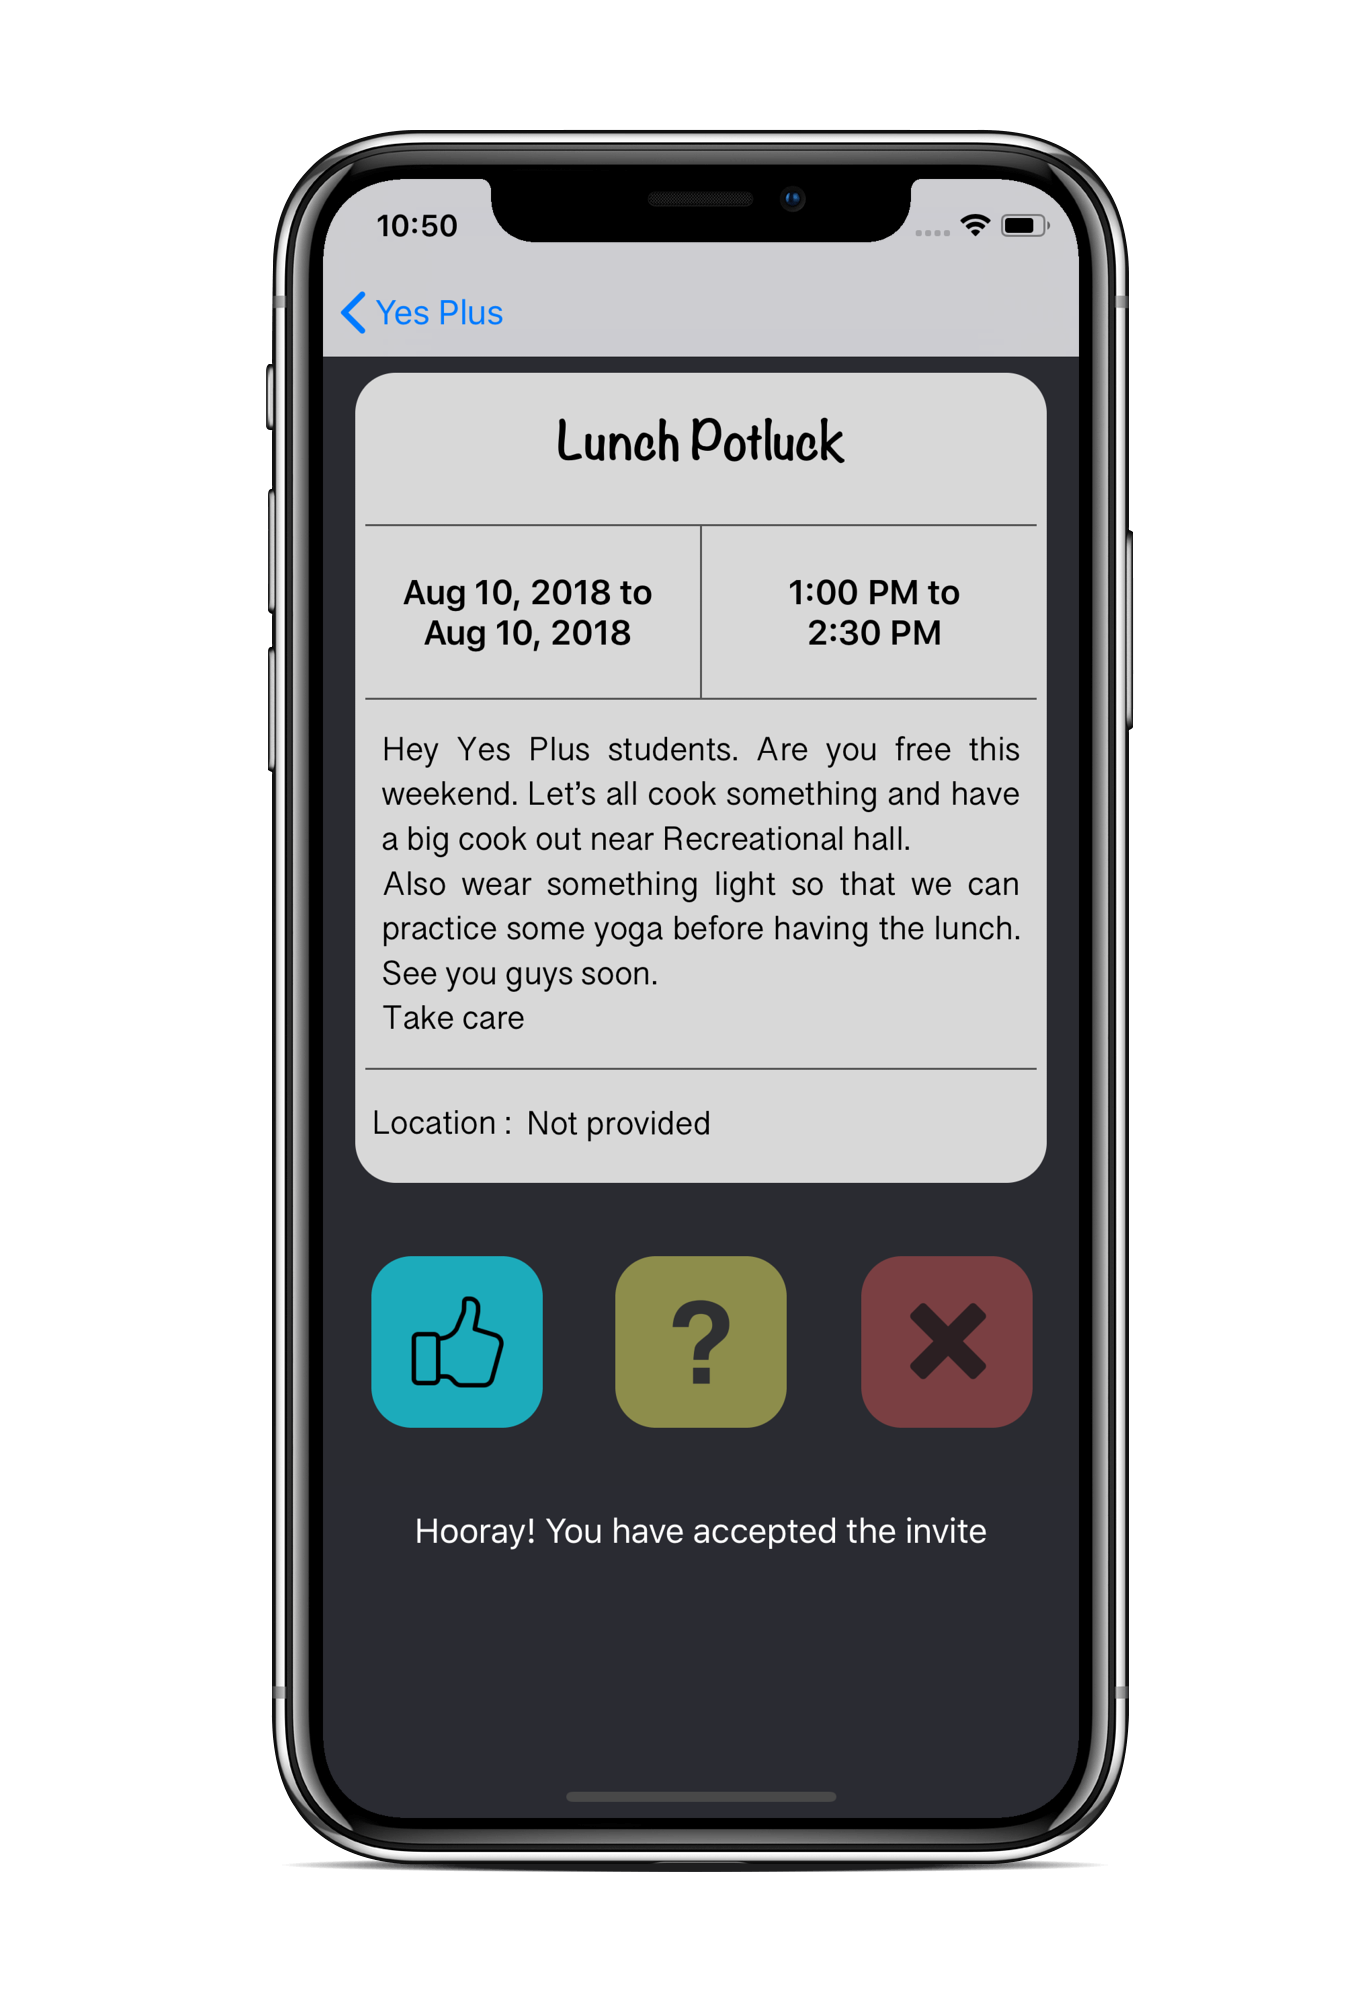 10:50
Yes Plus
Lunch Potluck
Aug 10, 2018 to
Aug 10, 2018
1:00 PM to
2:30 PM
Hey Yes Plus students. Are you free this
weekend. Let's all cook something and have
a big cook out near Recreational hall.
Also wear something light so that we can
practice some yoga before having the lunch.
See you guys soon.
Take care
Location : Not provided
?
Hooray! You have accepted the invite